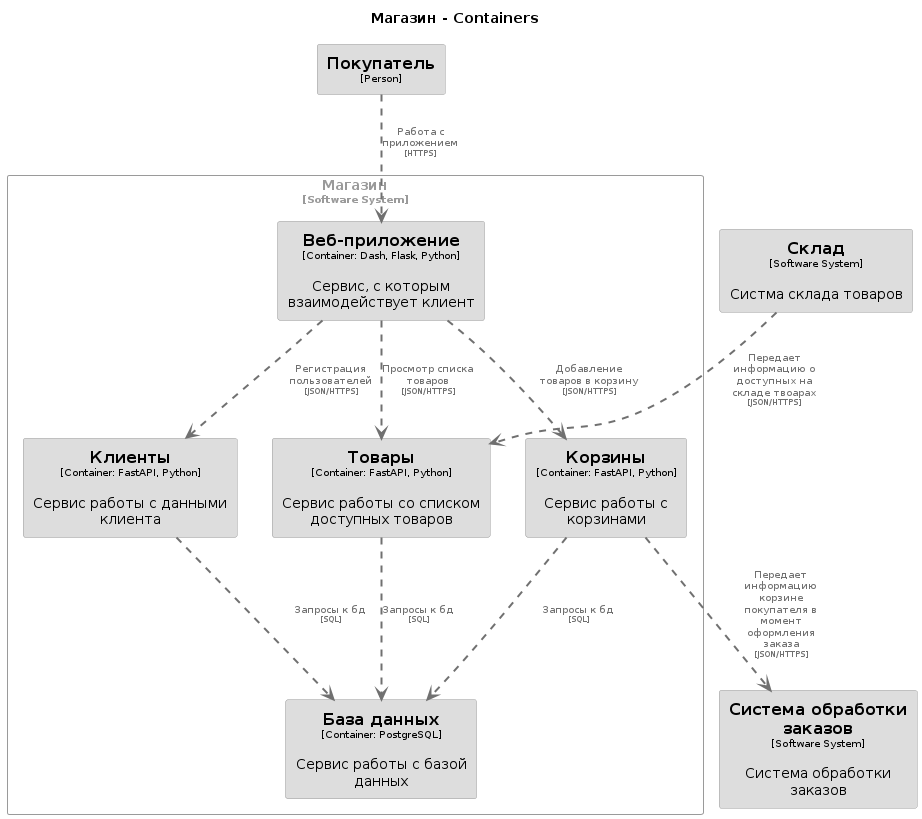 Магазин - Containers
Покупатель
[Person]
Работа с
приложением
[HTTPS]
Магазин
[Software System]
Веб-приложение
[Container: Dash, Flask, Python]
Сервис, с которым
взаимодействует клиент
Склад
[Software System]
Систма склада товаров
Регистрация
пользователей
[JSON/HTTPS]
Просмотр списка
товаров
[JSON/HTTPS]
Добавление
товаров в корзину
[JSON/HTTPS]
Передает
информацию о
доступных на
складе твоарах
[JSON/HTTPS]
Клиенты
[Container: FastAPI, Python]
Сервис работы с данными
клиента
Товары
[Container: FastAPI, Python]
Сервис работы со списком
доступных товаров
Корзины
[Container: FastAPI, Python]
Сервис работы с
корзинами
Запросы к бд
[SQL]
Запросы к бд
[SQL]
Запросы к бд
[SQL]
Передает
информацию
корзине
покупателя в
момент
оформления
заказа
[JSON/HTTPS]
База данных
[Container: PostgreSQL]
Сервис работы с базой
данных
Система обработки
заказов
[Software System]
Система обработки
заказов